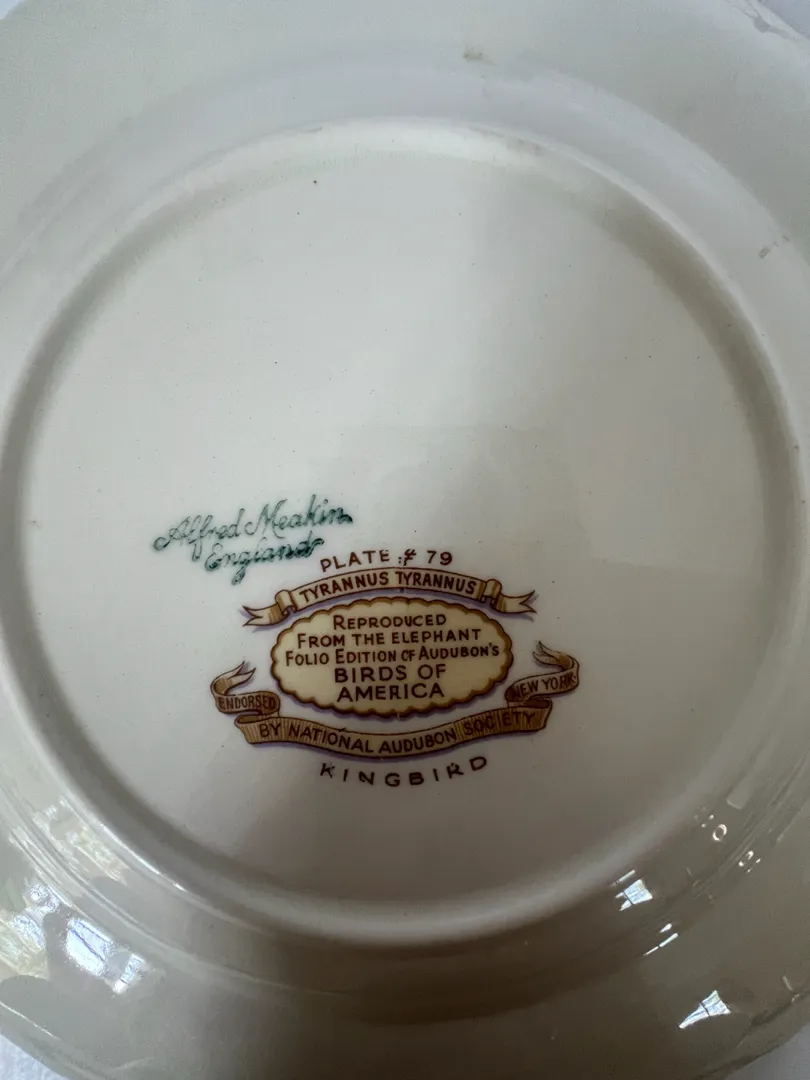 Alfred Meakin
England
PLATE # 79
TYRANNUS TYRANNUS
REPRODUCED
FROM THE ELEPHANT
FOLIO EDITION OF AUDUBON'S
BIRDS OF
AMERICA
ENDORSED
BY NATIONAL AUDUBON SOCIETY
NEW YORK
KINGBIRD